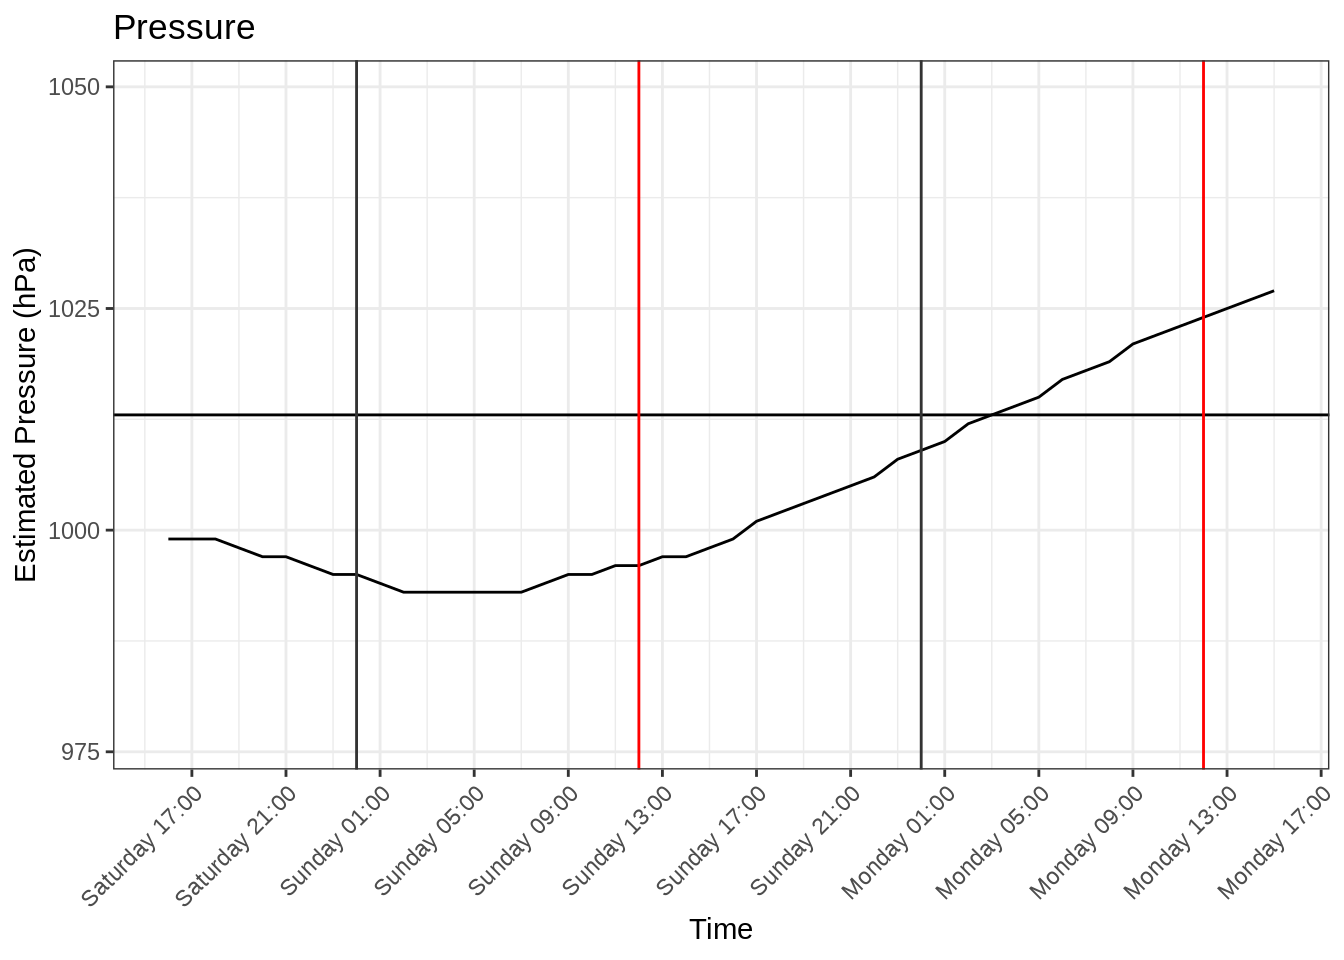 Pressure
Estimated Pressure (hPa)
1050
1025
1000
975
Saturday 17:00
Saturday 21:00
Sunday 01:00
Sunday 05:00
Sunday 09:00
Sunday 13:00
Sunday 17:00
Sunday 21:00
Monday 01:00
Monday 05:00
Monday 09:00
Monday 13:00
Monday 17:00
Time